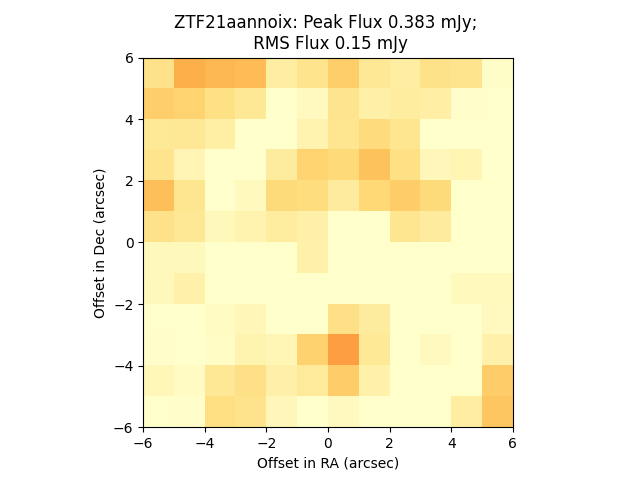 ZTF21aannoix: Peak Flux 0.383 mJy;
RMS Flux 0.15 mJy
6
4
2
0
−2
−4
−6
Offset in Dec (arcsec)
−6 −4 −2 0 2 4 6
Offset in RA (arcsec)